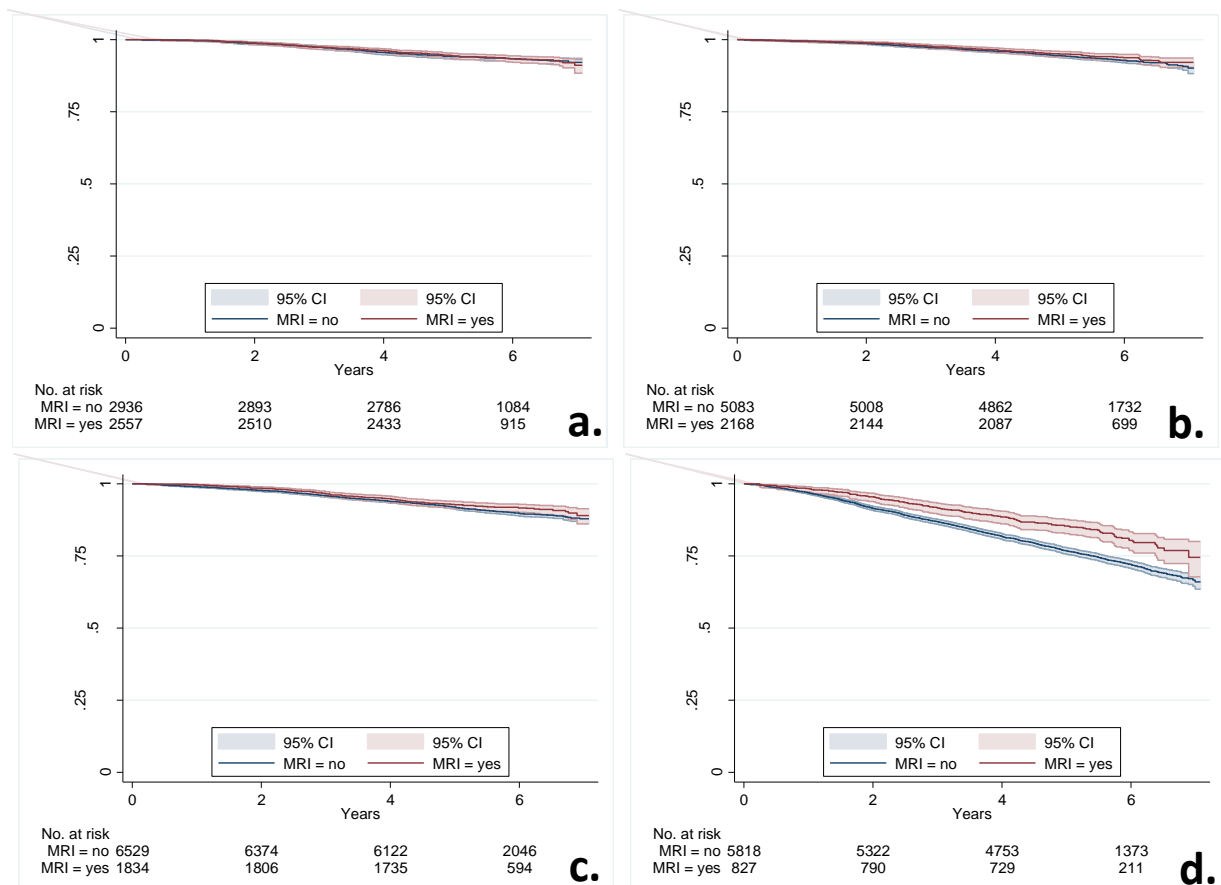 1
.75
.5
.25
0
0 2 4 6
Years
95% CI 95% CI
MRI = no MRI = yes
No. at risk
MRI = no 2936 2893 2786 1084
MRI = yes 2557 2510 2433 915
a.
1
.75
.5
.25
0
0 2 4 6
Years
95% CI 95% CI
MRI = no MRI = yes
No. at risk
MRI = no 5083 5008 4862 1732
MRI = yes 2168 2144 2087 699
b.
1
.75
.5
.25
0
0 2 4 6
Years
95% CI 95% CI
MRI = no MRI = yes
No. at risk
MRI = no 6529 6374 6122 2046
MRI = yes 1834 1806 1735 594
c.
1
.75
.5
.25
0
0 2 4 6
Years
95% CI 95% CI
MRI = no MRI = yes
No. at risk
MRI = no 5818 5322 4753 1373
MRI = yes 827 790 729 211
d.